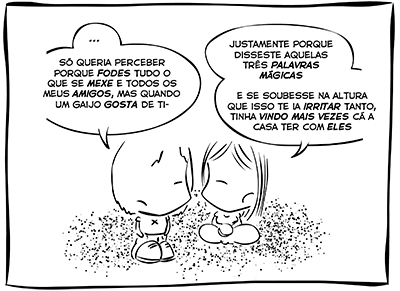 ...
SÓ QUERIA PERCEBER
PORQUE FODES TUDO O
QUE SE MEXE E TODOS OS
MEUS AMIGOS, MAS QUANDO
UM GAIJO GOSTA DE TI-
JUSTAMENTE PORQUE
DISSESTE AQUELAS
TRÊS PALAVRAS
MÁGICAS
E SE SOUBESSE NA ALTURA
QUE ISSO TE IA IRRITAR TANTO,
TINHA VINDO MAIS VEZES CÁ A
CASA TER COM ELES